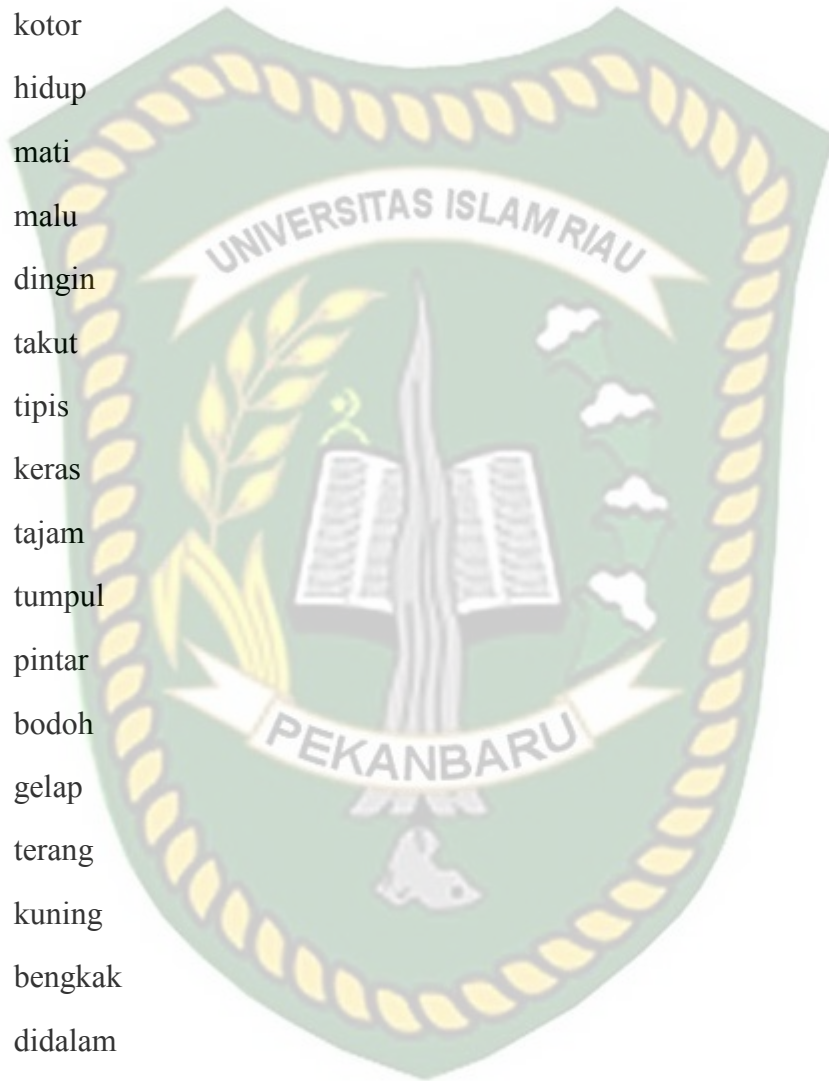 kotor
hidup
mati
malu
dingin
takut
tipis
keras
tajam
tumpul
pintar
bodoh
gelap
terang
kuning
bengkak
didalam
UNIVERSITAS ISLAM RIAU
PEKANBARU